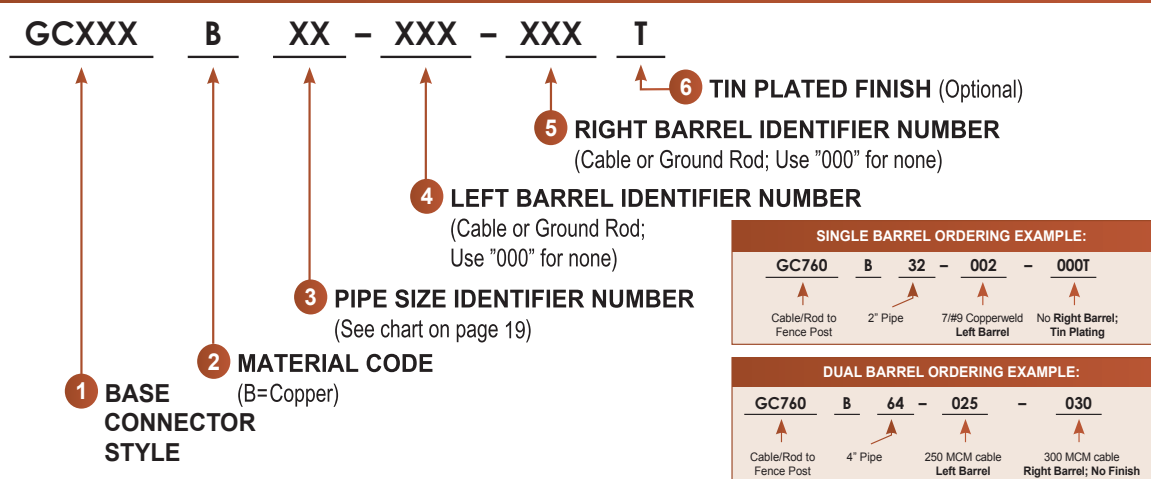 GCXXX B XX – XXX – XXX T
6 TIN PLATED FINISH (Optional)
5 RIGHT BARREL IDENTIFIER NUMBER
(Cable or Ground Rod; Use "000" for none)
4 LEFT BARREL IDENTIFIER NUMBER
(Cable or Ground Rod;
Use "000" for none)
3 PIPE SIZE IDENTIFIER NUMBER
(See chart on page 19)
2 MATERIAL CODE
(B=Copper)
1 BASE
CONNECTOR
STYLE
SINGLE BARREL ORDERING EXAMPLE:
GC760 B 32 – 002 – 000T
Cable/Rod to
Fence Post
2" Pipe
7/#9 Copperweld
Left Barrel
No Right Barrel;
Tin Plating
DUAL BARREL ORDERING EXAMPLE:
GC760 B 64 – 025 – 030
Cable/Rod to
Fence Post
4" Pipe
250 MCM cable
Left Barrel
300 MCM cable
Right Barrel; No Finish